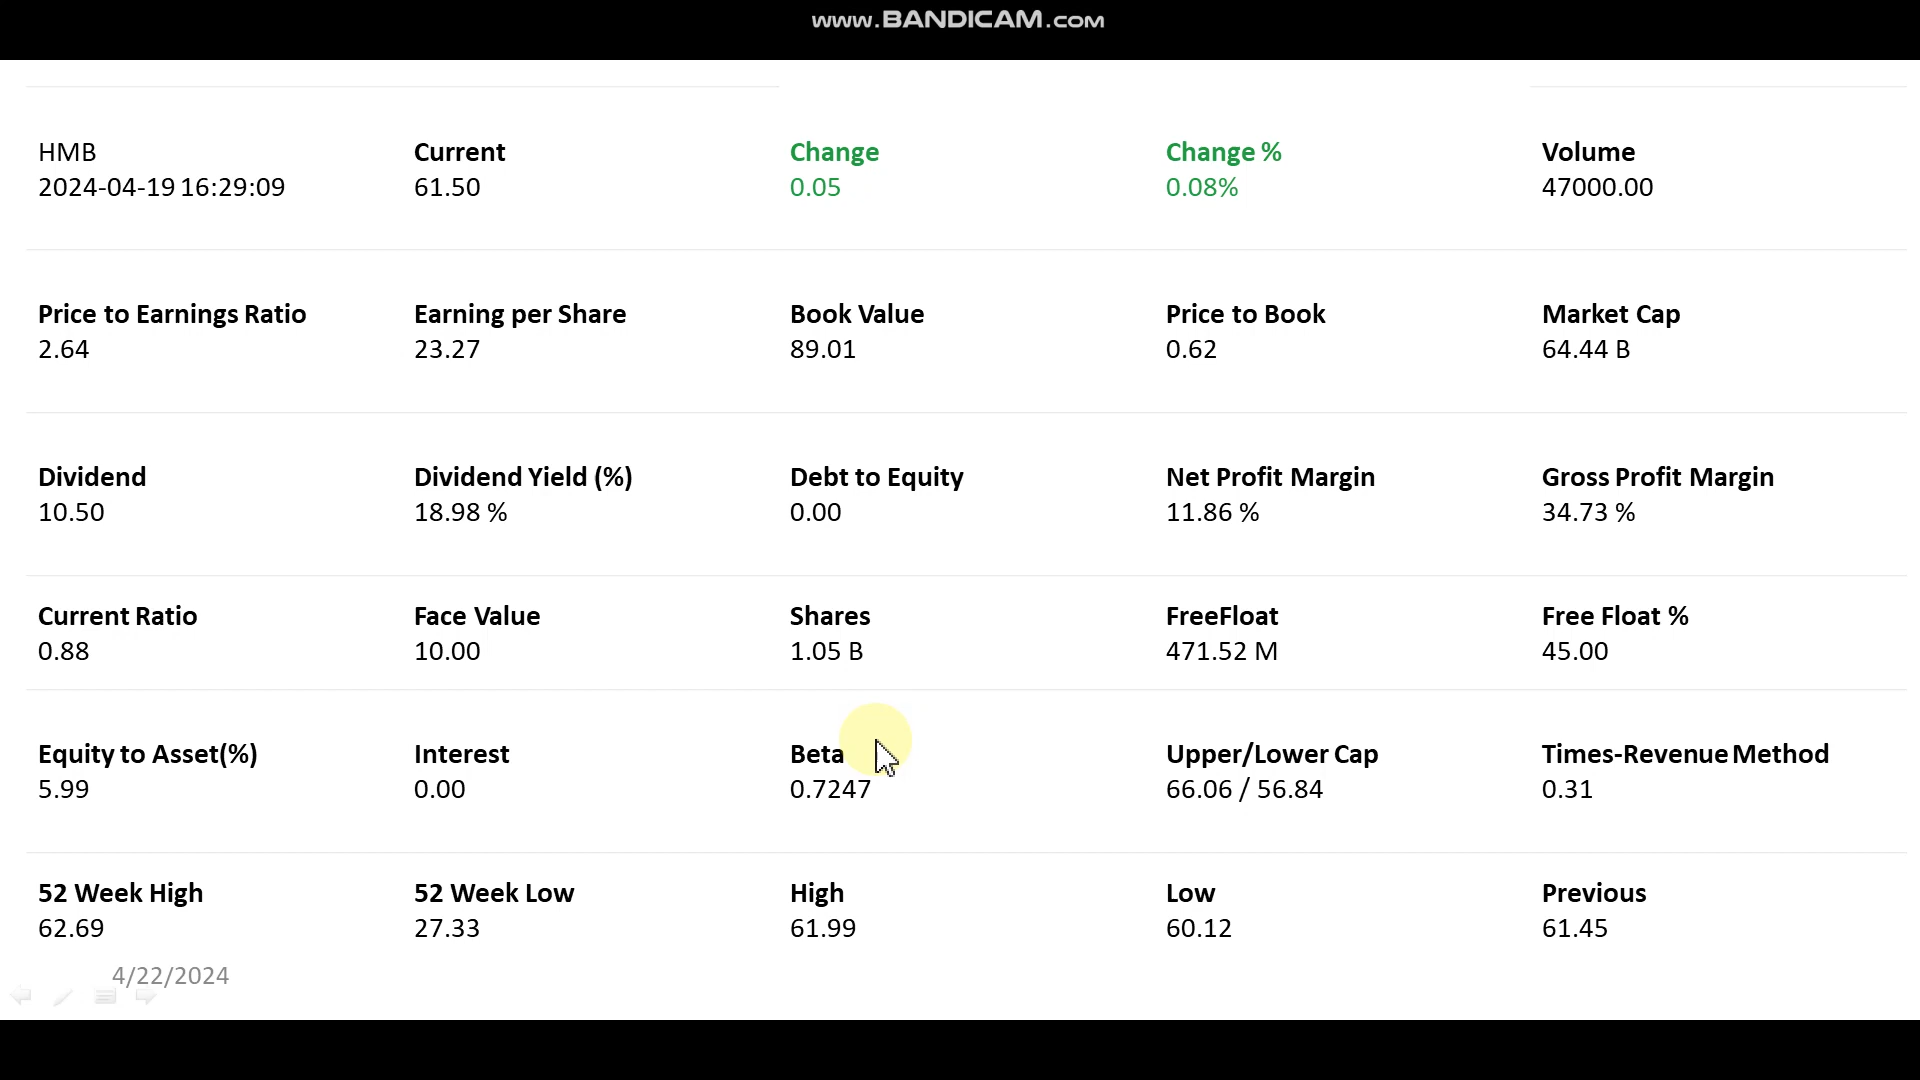 www.BANDICAM.com
HMB Current Change Change % Volume
2024-04-19 16:29:09 61.50 0.05 0.08% 47000.00
Price to Earnings Ratio Earning per Share Book Value Price to Book Market Cap
2.64 23.27 89.01 0.62 64.44 B
Dividend Dividend Yield (%) Debt to Equity Net Profit Margin Gross Profit Margin
10.50 18.98 % 0.00 11.86 % 34.73 %
Current Ratio Face Value Shares FreeFloat Free Float %
0.88 10.00 1.05 B 471.52 M 45.00
Equity to Asset(%) Interest Beta Upper/Lower Cap Times-Revenue Method
5.99 0.00 0.7247 66.06 / 56.84 0.31
52 Week High 52 Week Low High Low Previous
62.69 27.33 61.99 60.12 61.45
4/22/2024